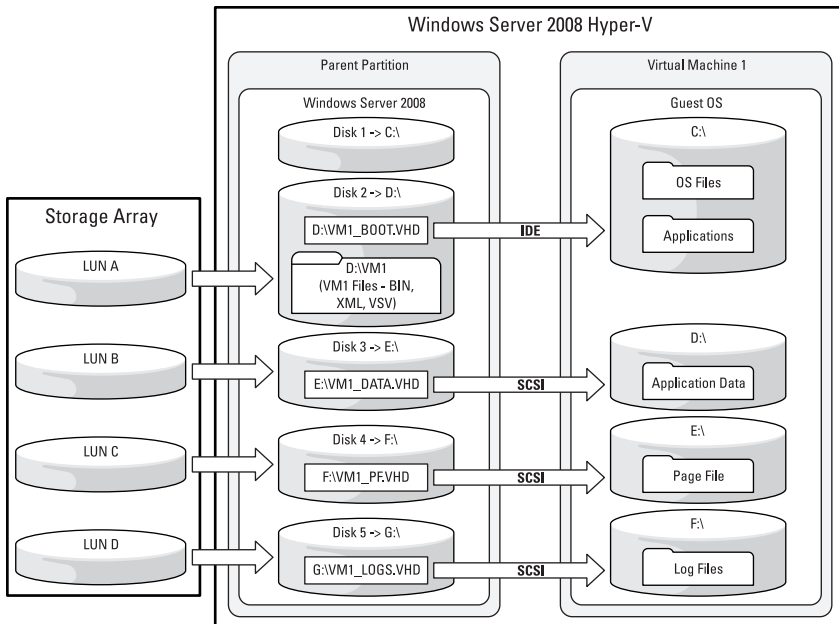 Windows Server 2008 Hyper-V
Parent Partition
Virtual Machine 1
Windows Server 2008
Guest OS
Disk 1 -> C:\
C:\
OS Files
Applications
Disk 2 -> D:\
D:\VM1_BOOT.VHD
IDE
D:\VM1
(VM1 Files - BIN,
XML, VSV)
Storage Array
LUN A
LUN B
Disk 3 -> E:\
E:\VM1_DATA.VHD
SCSI
D:\
Application Data
LUN C
Disk 4 -> F:\
F:\VM1_PF.VHD
SCSI
E:\
Page File
LUN D
Disk 5 -> G:\
G:\VM1_LOGS.VHD
SCSI
F:\
Log Files